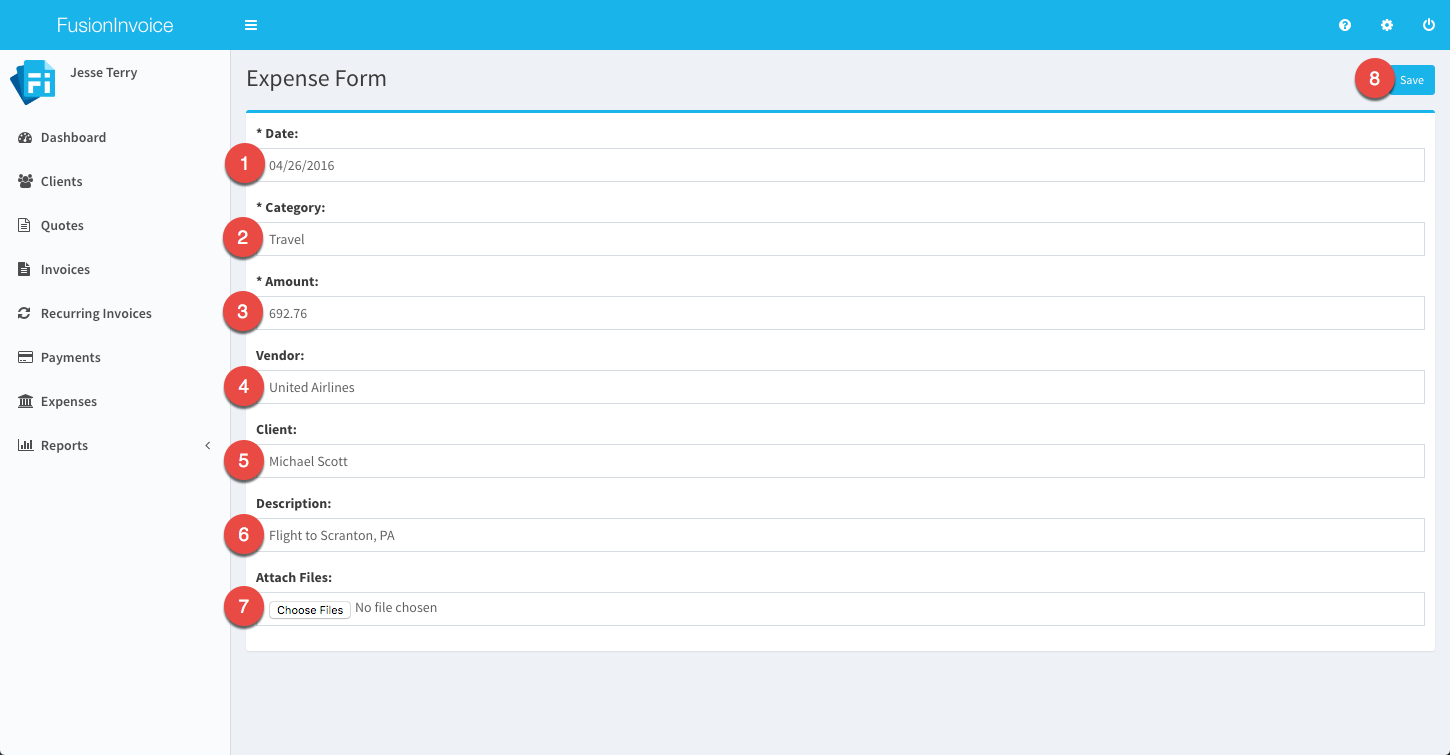 FusionInvoice
Fi
Jesse Terry
Dashboard
Clients
Quotes
Invoices
Recurring Invoices
Payments
Expenses
Reports
Expense Form
8 Save
* Date:
1 04/26/2016
* Category:
2 Travel
* Amount:
3 692.76
Vendor:
4 United Airlines
Client:
5 Michael Scott
Description:
6 Flight to Scranton, PA
Attach Files:
7 Choose Files No file chosen